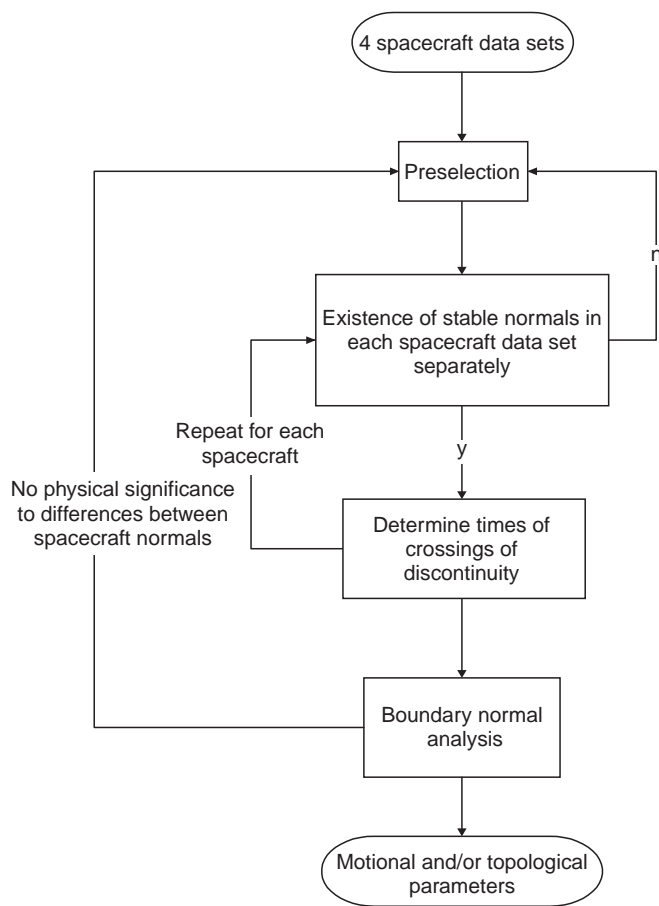 4 spacecraft data sets
Preselection
n
Existence of stable normals in
each spacecraft data set
separately
Repeat for each
spacecraft
y
No physical significance
to differences between
spacecraft normals
Determine times of
crossings of
discontinuity
Boundary normal
analysis
Motional and/or topological
parameters